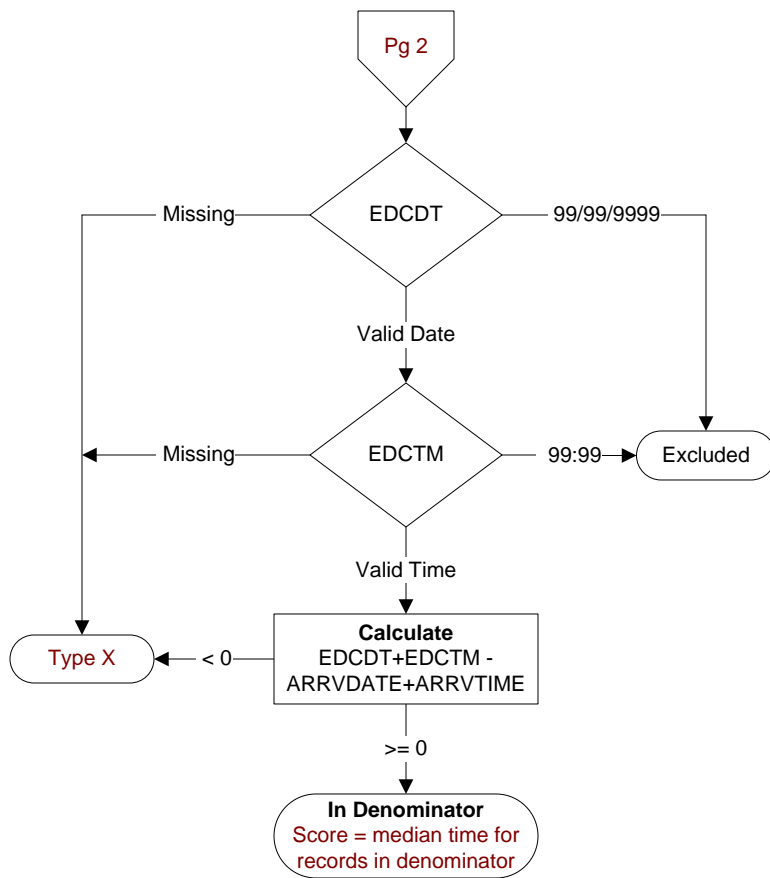 Pg 2
Missing
EDCDT
99/99/9999
Valid Date
Missing
EDCTM
99:99
Excluded
Valid Time
Type X
< 0
Calculate
EDCDT+EDCTM -
ARRVDATE+ARRVTIME
>= 0
In Denominator
Score = median time for
records in denominator